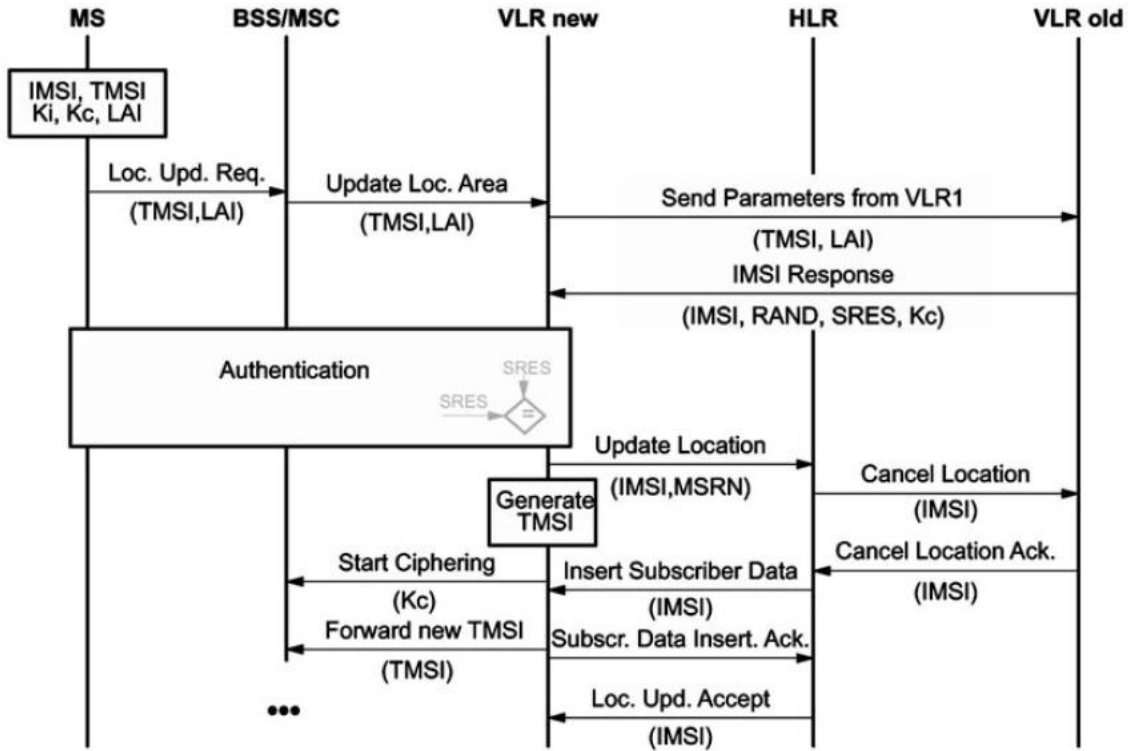 MS
BSS/MSC
VLR new
HLR
VLR old
IMSI, TMSI
Ki, Kc, LAI
Loc. Upd. Req.
(TMSI,LAI)
Update Loc. Area
(TMSI,LAI)
Send Parameters from VLR1
(TMSI, LAI)
IMSI Response
(IMSI, RAND, SRES, Kc)
Authentication
SRES
SRES
=
Update Location
(IMSI,MSRN)
Cancel Location
(IMSI)
Generate
TMSI
Cancel Location Ack.
(IMSI)
Start Ciphering
(Kc)
Insert Subscriber Data
(IMSI)
Forward new TMSI
(TMSI)
Subscr. Data Insert. Ack.
Loc. Upd. Accept
(IMSI)
•••